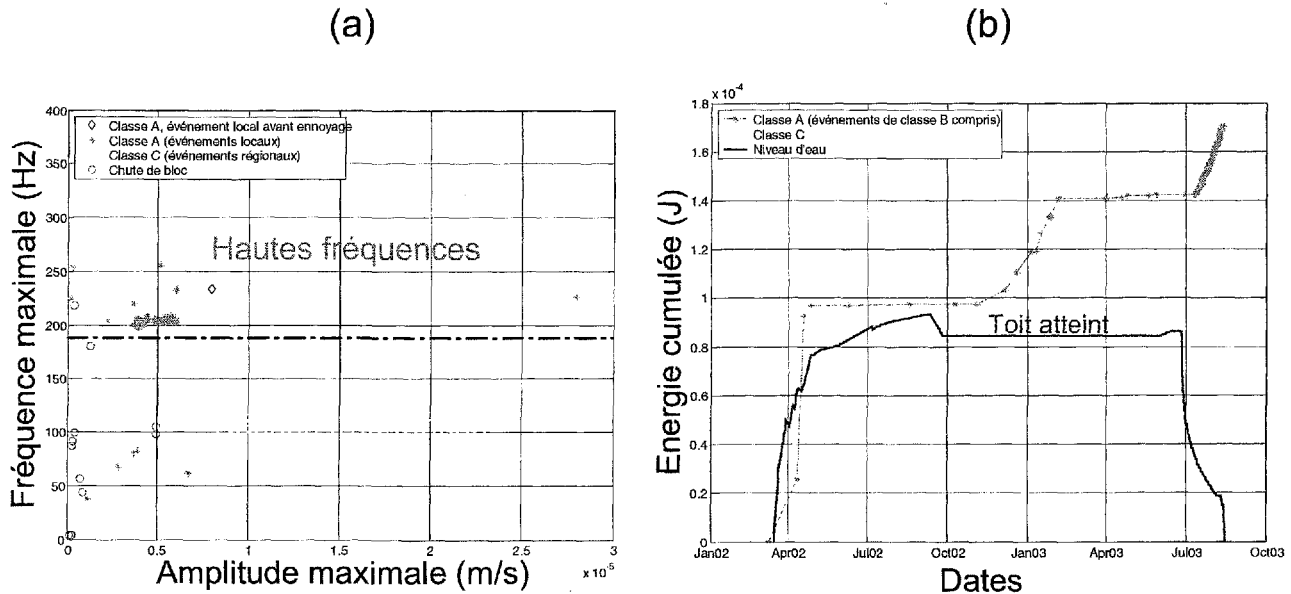 (a)
Fréquence maximale (Hz)
400
350
300
250
200
150
100
50
0
Classe A, événement local avant ennoyage
Classe A (événements locaux)
Classe C (événements régionaux)
Chute de bloc
Hautes fréquences
0
0.5
1
1.5
2
2.5
3
x 10-5
Amplitude maximale (m/s)
(b)
Energie cumulée (J)
x 10-4
1.8
1.6
1.4
1.2
1
0.8
0.6
0.4
0.2
0
Classe A (événements de classe B compris)
Classe C
Niveau d'eau
Toit atteint
Jan02
Apr02
Jul02
Oct02
Jan03
Apr03
Jul03
Oct03
Dates